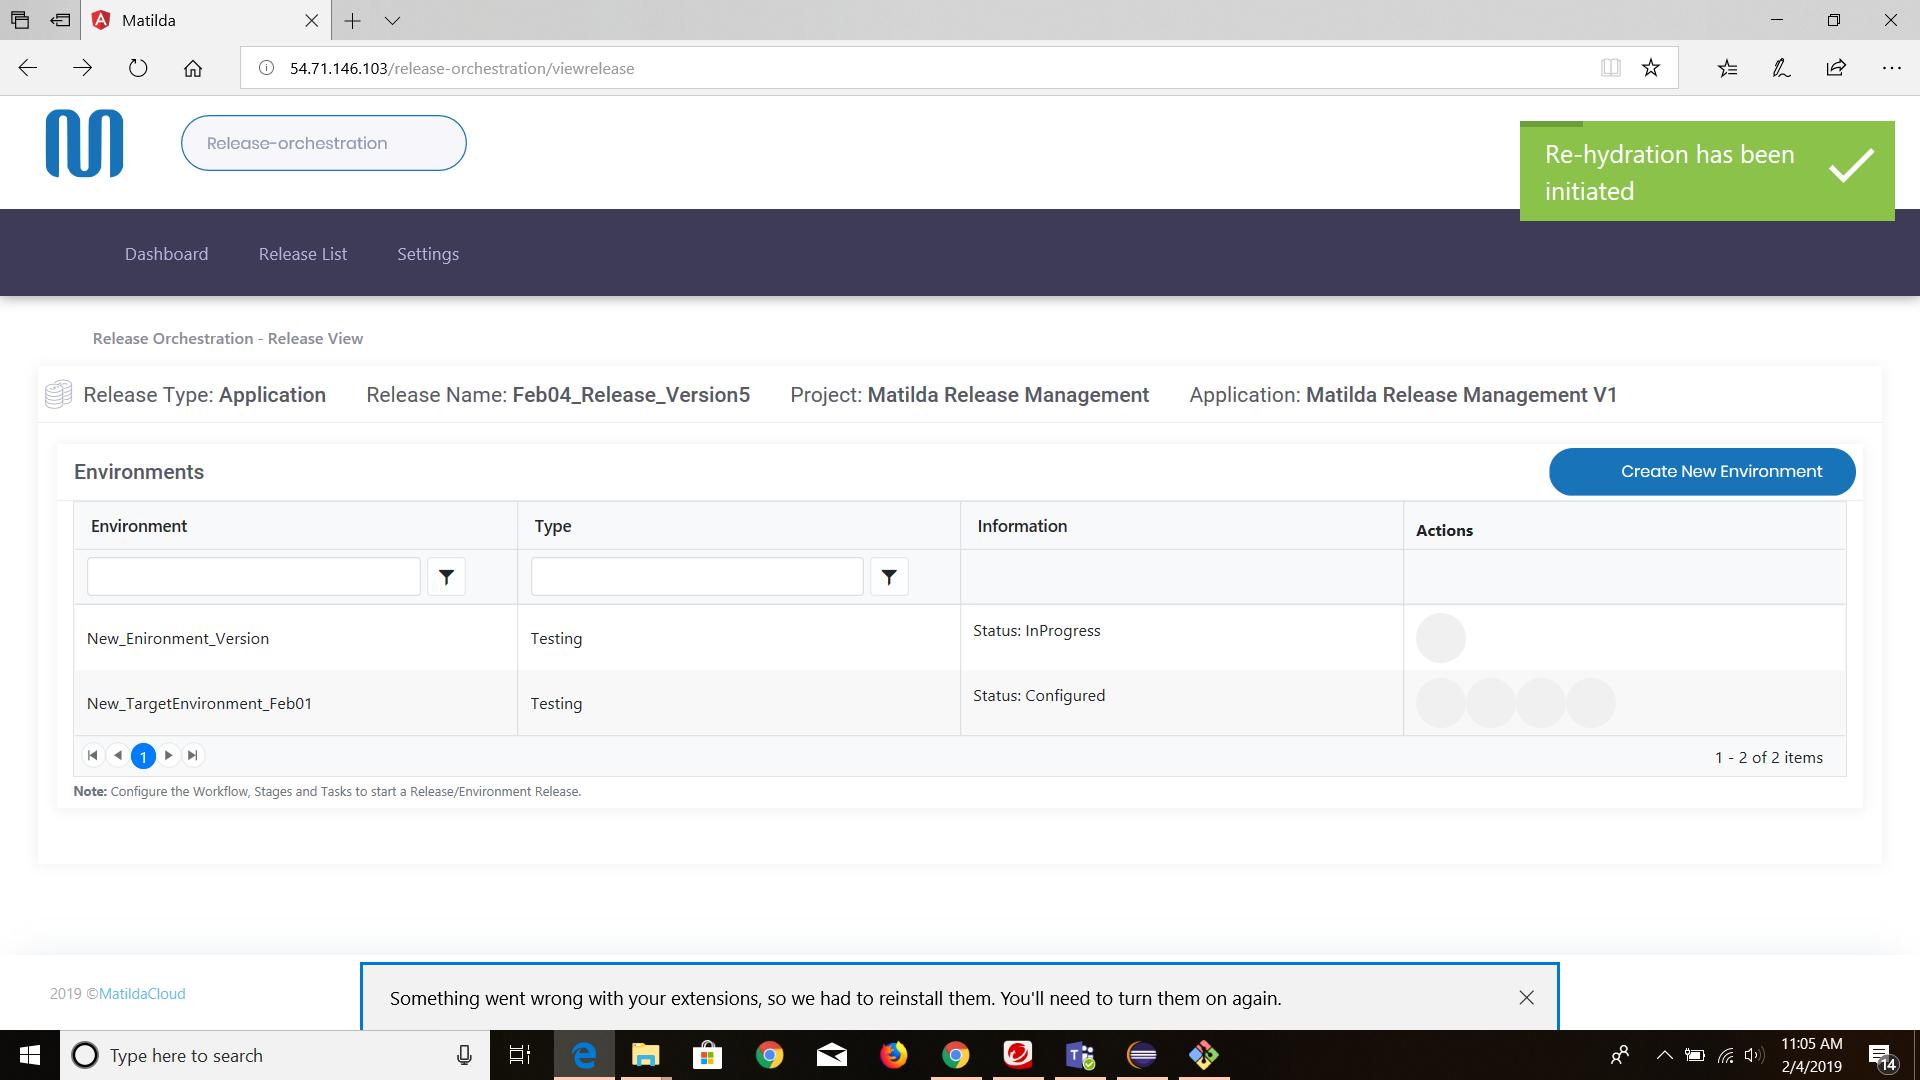 Matilda
54.71.146.103/release-orchestration/viewrelease
Release-orchestration
Re-hydration has been
initiated
Dashboard Release List Settings
Release Orchestration - Release View
Release Type: Application Release Name: Feb04_Release_Version5 Project: Matilda Release Management Application: Matilda Release Management V1
Environments
Create New Environment
Environment Type Information Actions
New_Enironment_Version Testing Status: InProgress
New_TargetEnvironment_Feb01 Testing Status: Configured
1
1 - 2 of 2 items
Note: Configure the Workflow, Stages and Tasks to start a Release/Environment Release.
2019 ©MatildaCloud
Something went wrong with your extensions, so we had to reinstall them. You'll need to turn them on again.
Type here to search
11:05 AM
2/4/2019
14